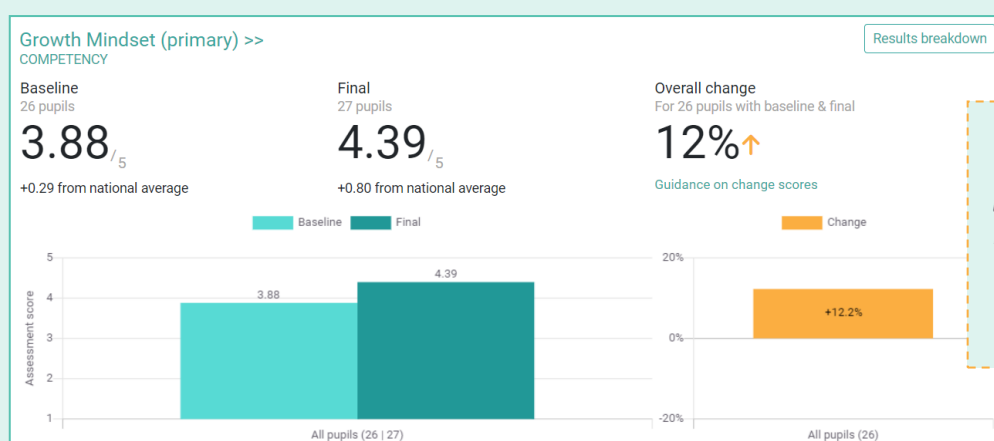 Growth Mindset (primary) >>
COMPETENCY
Results breakdown
Baseline
26 pupils
3.88/5
+0.29 from national average
Final
27 pupils
4.39/5
+0.80 from national average
Overall change
For 26 pupils with baseline & final
12%↑
Guidance on change scores
Baseline Final
Assessment score
5
4
3
2
1
3.88
4.39
All pupils (26 | 27)
Change
20%
0%
-20%
+12.2%
All pupils (26)